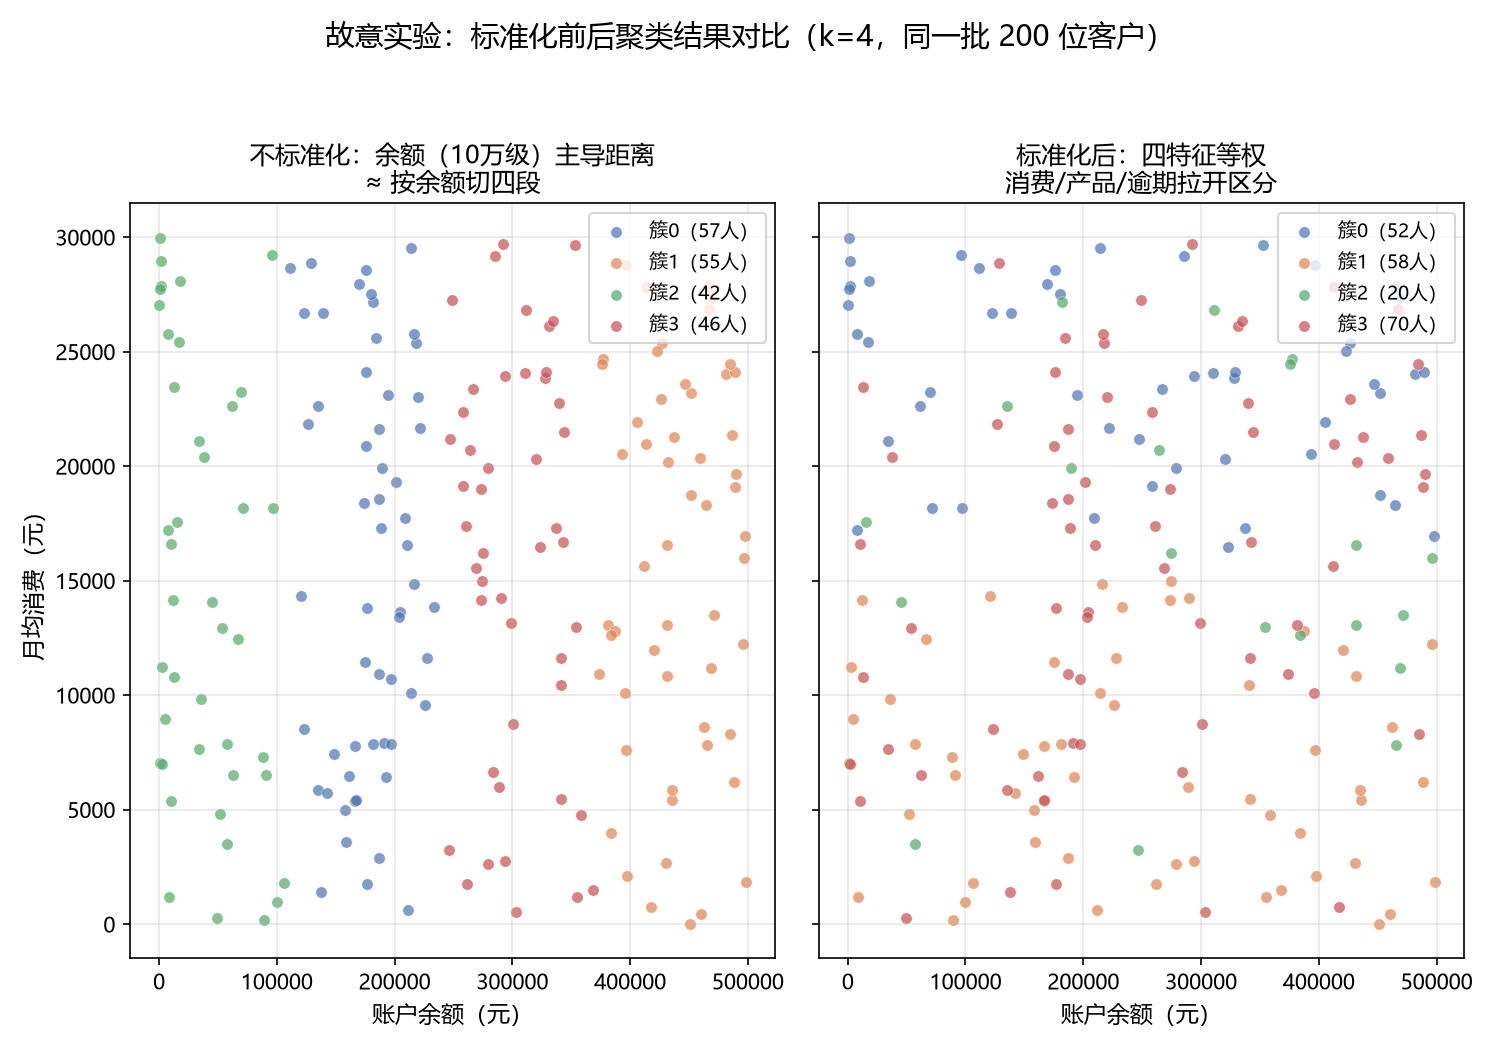 故意实验：标准化前后聚类结果对比（k=4，同一批 200 位客户）
不标准化：余额（10万级）主导距离
≈ 按余额切四段
簇0（57人）
簇1（55人）
簇2（42人）
簇3（46人）
30000
25000
20000
15000
10000
5000
0
月均消费（元）
0 100000 200000 300000 400000 500000
账户余额（元）
标准化后：四特征等权
消费/产品/逾期拉开区分
簇0（52人）
簇1（58人）
簇2（20人）
簇3（70人）
0 100000 200000 300000 400000 500000
账户余额（元）